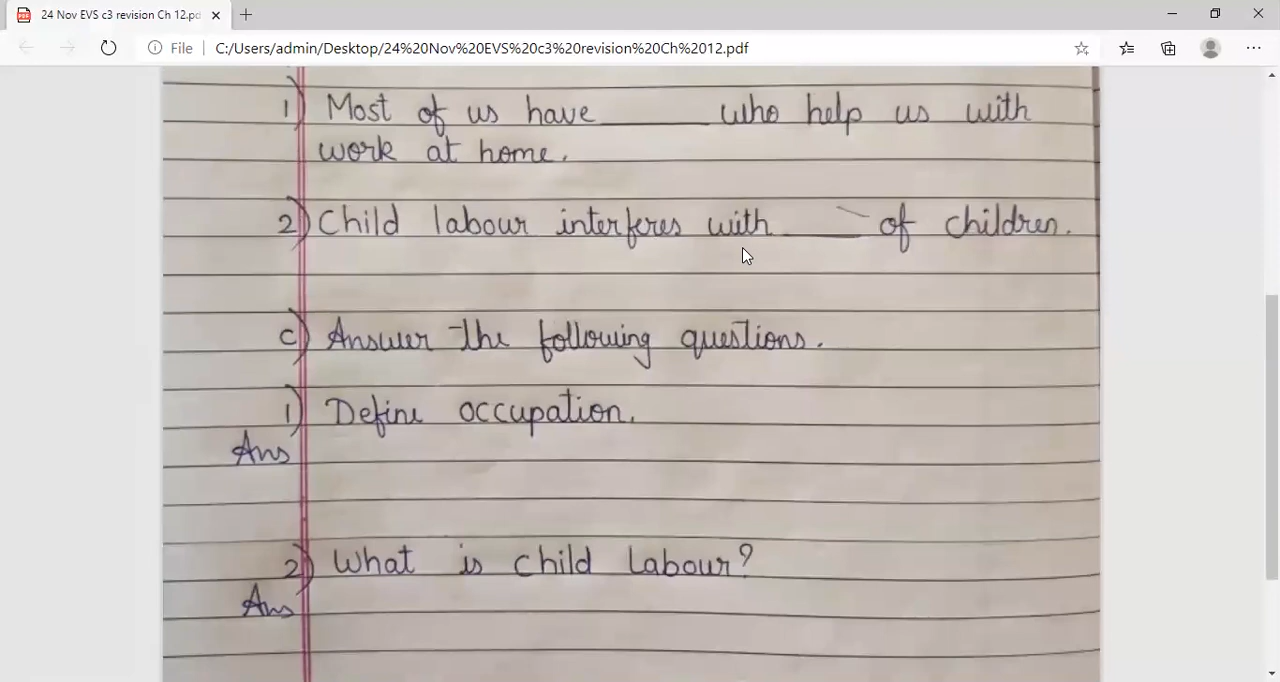 24 Nov EVS c3 revision Ch 12.pd
File
C:/Users/admin/Desktop/24%20Nov%20EVS%20c3%20revision%20Ch%2012.pdf
1) Most of us have ______ who help us with
work at home.
2) Child labour interferes with ____ of children.
C) Answer the following questions.
1) Define occupation.
Ans
2) What is child labour?
Ans